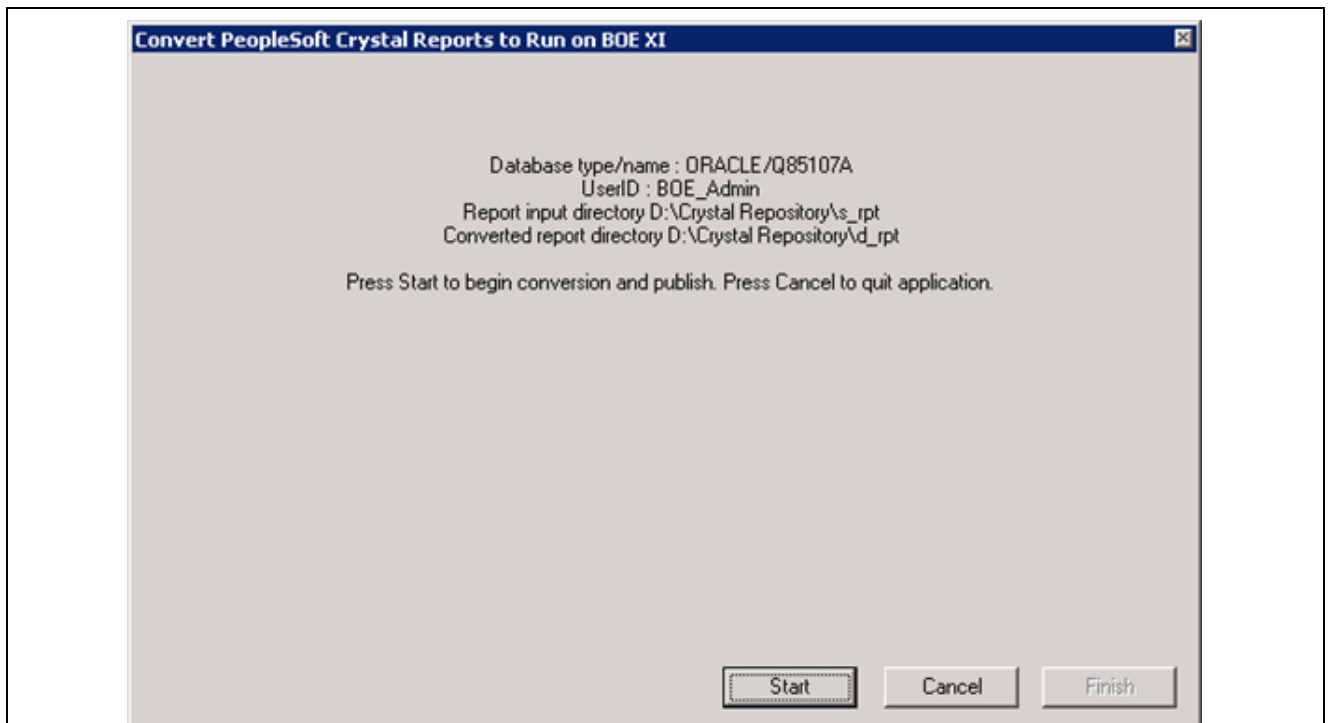 Convert PeopleSoft Crystal Reports to Run on BOE XI
Database type/name : ORACLE/Q85107A
UserID : BOE_Admin
Report input directory D:\Crystal Repository\s_rpt
Converted report directory D:\Crystal Repository\d_rpt
Press Start to begin conversion and publish. Press Cancel to quit application.
Start Cancel Finish